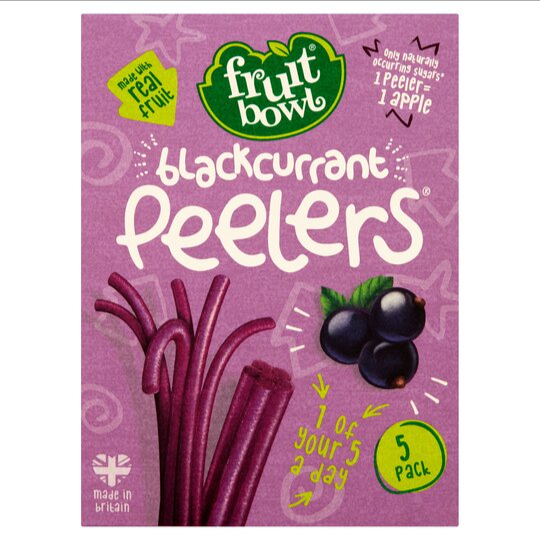 made with
real
fruit
fruit®
bowl
only naturally
occurring sugars*
1 peeler=
1 apple
blackcurrant
Peelers®
1 of
your 5
a day
5
Pack
made in
britain